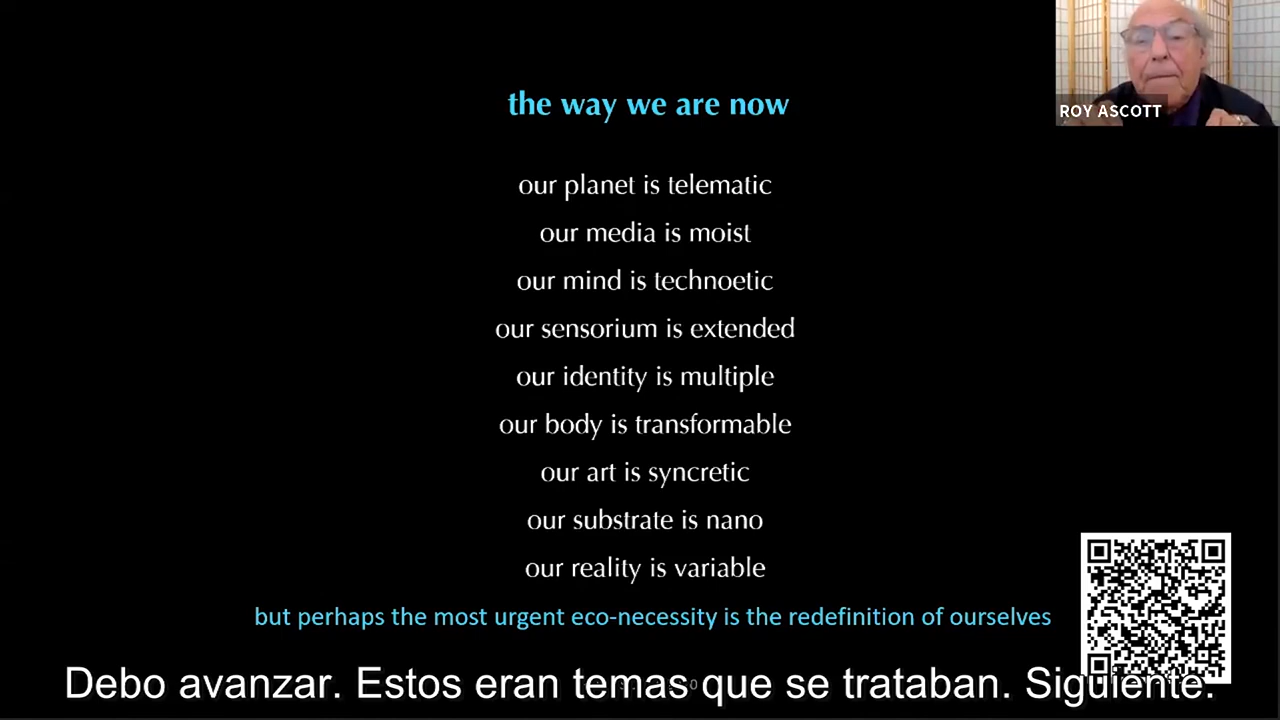 the way we are now
ROY ASCOTT
our planet is telematic
our media is moist
our mind is technoetic
our sensorium is extended
our identity is multiple
our body is transformable
our art is syncretic
our substrate is nano
our reality is variable
but perhaps the most urgent eco-necessity is the redefinition of ourselves
Debo avanzar. Estos eran temas que se trataban. Siguiente.